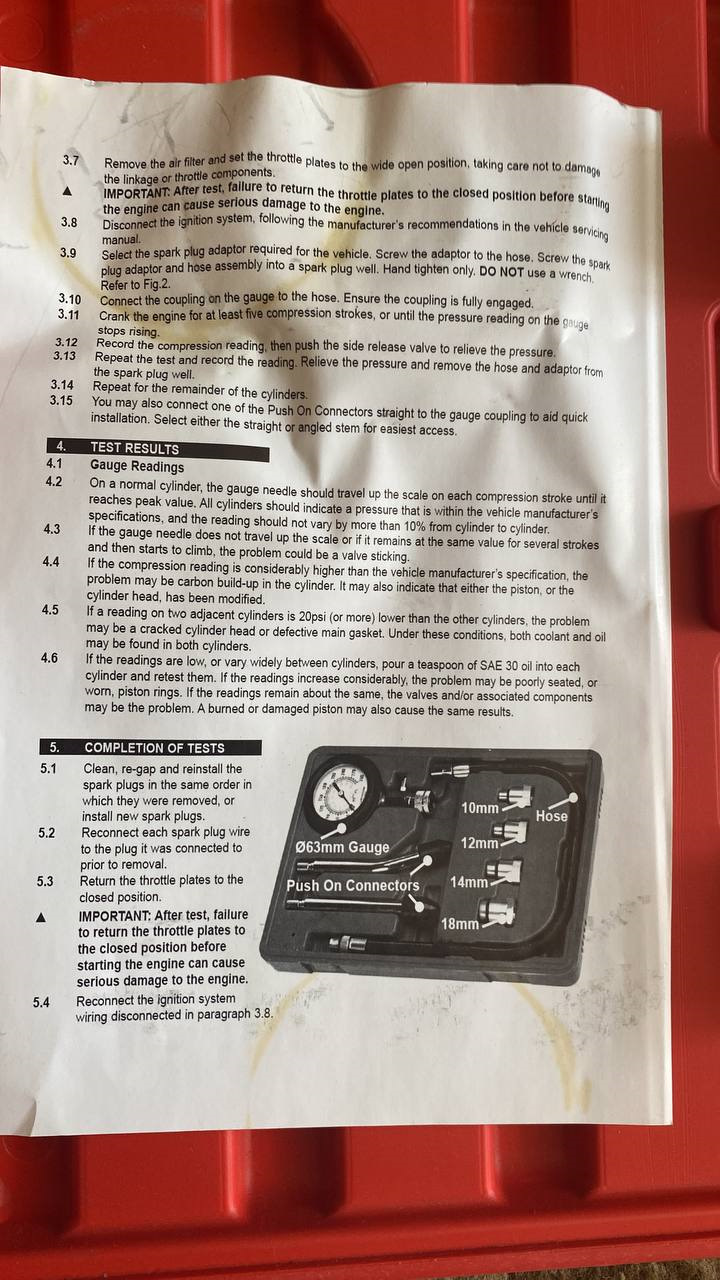 3.7 Remove the air filter and set the throttle plates to the wide open position, taking care not to damage
the linkage or throttle components.
▲ IMPORTANT: After test, failure to return the throttle plates to the closed position before starting
the engine can cause serious damage to the engine.
3.8 Disconnect the ignition system, following the manufacturer's recommendations in the vehicle servicing
manual.
3.9 Select the spark plug adaptor required for the vehicle. Screw the adaptor to the hose. Screw the spark
plug adaptor and hose assembly into a spark plug well. Hand tighten only. DO NOT use a wrench.
Refer to Fig.2.
3.10 Connect the coupling on the gauge to the hose. Ensure the coupling is fully engaged.
3.11 Crank the engine for at least five compression strokes, or until the pressure reading on the gauge
stops rising.
3.12 Record the compression reading, then push the side release valve to relieve the pressure.
3.13 Repeat the test and record the reading. Relieve the pressure and remove the hose and adaptor from
the spark plug well.
3.14 Repeat for the remainder of the cylinders.
3.15 You may also connect one of the Push On Connectors straight to the gauge coupling to aid quick
installation. Select either the straight or angled stem for easiest access.
4. TEST RESULTS
4.1 Gauge Readings
4.2 On a normal cylinder, the gauge needle should travel up the scale on each compression stroke until it
reaches peak value. All cylinders should indicate a pressure that is within the vehicle manufacturer's
specifications, and the reading should not vary by more than 10% from cylinder to cylinder.
4.3 If the gauge needle does not travel up the scale or if it remains at the same value for several strokes
and then starts to climb, the problem could be a valve sticking.
4.4 If the compression reading is considerably higher than the vehicle manufacturer's specification, the
problem may be carbon build-up in the cylinder. It may also indicate that either the piston, or the
cylinder head, has been modified.
4.5 If a reading on two adjacent cylinders is 20psi (or more) lower than the other cylinders, the problem
may be a cracked cylinder head or defective main gasket. Under these conditions, both coolant and oil
may be found in both cylinders.
4.6 If the readings are low, or vary widely between cylinders, pour a teaspoon of SAE 30 oil into each
cylinder and retest them. If the readings increase considerably, the problem may be poorly seated, or
worn, piston rings. If the readings remain about the same, the valves and/or associated components
may be the problem. A burned or damaged piston may also cause the same results.
5. COMPLETION OF TESTS
5.1 Clean, re-gap and reinstall the
spark plugs in the same order in
which they were removed, or
install new spark plugs.
5.2 Reconnect each spark plug wire
to the plug it was connected to
prior to removal.
5.3 Return the throttle plates to the
closed position.
▲ IMPORTANT: After test, failure
to return the throttle plates to
the closed position before
starting the engine can cause
serious damage to the engine.
5.4 Reconnect the ignition system
wiring disconnected in paragraph 3.8.
10mm
Hose
12mm
Ø63mm Gauge
14mm
Push On Connectors
18mm